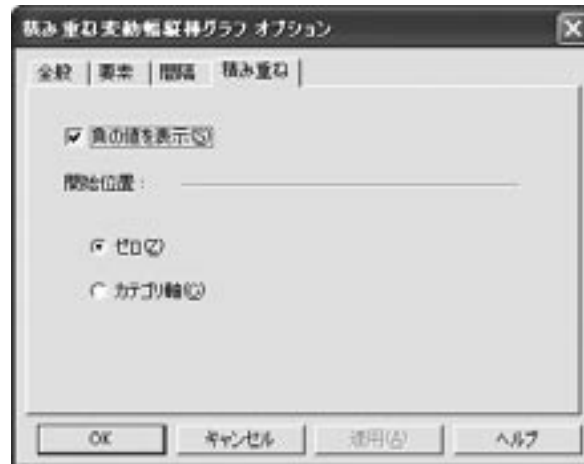 積み重ね変動幅縦棒グラフ オプション
全般 要素 間隔 積み重ね
負の値を表示(S)
開始位置：
ゼロ(Z)
カテゴリ軸(G)
OK キャンセル 適用(A) ヘルプ